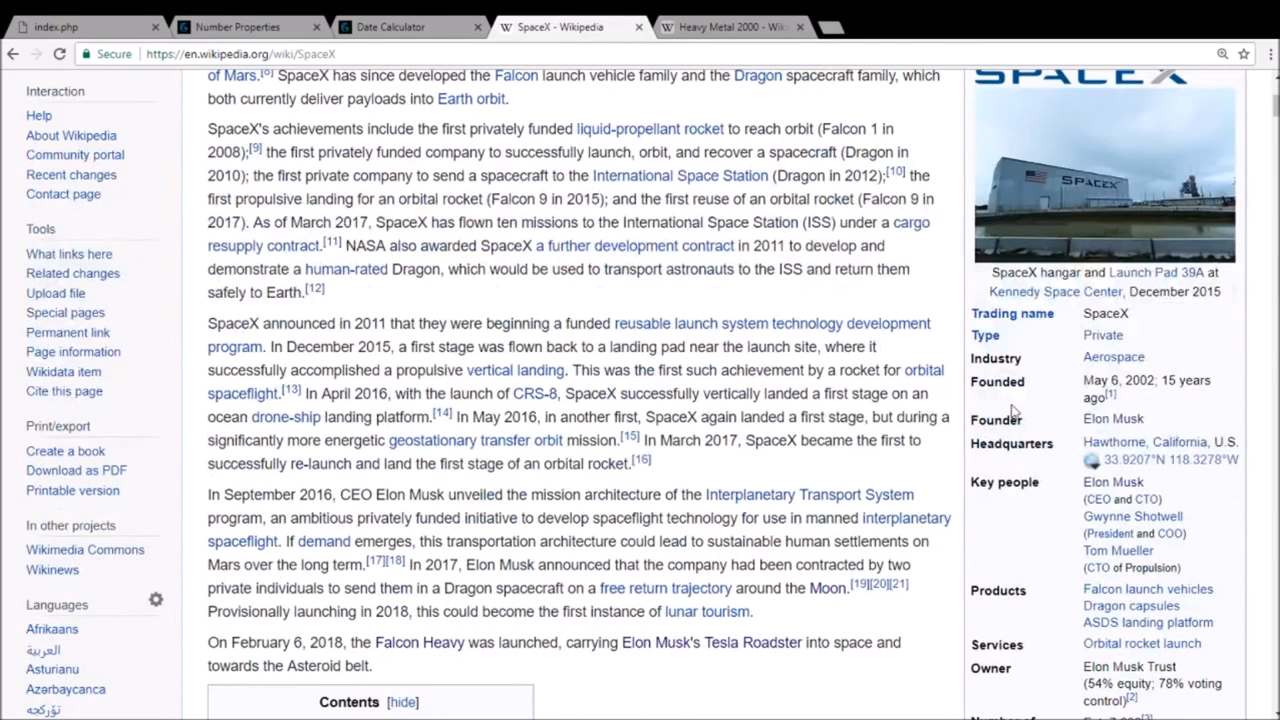 index.php
Number Properties
Date Calculator
SpaceX - Wikipedia
Heavy Metal 2000 - Wiki
Secure
https://en.wikipedia.org/wiki/SpaceX
Interaction
Help
About Wikipedia
Community portal
Recent changes
Contact page
Tools
What links here
Related changes
Upload file
Special pages
Permanent link
Page information
Wikidata item
Cite this page
Print/export
Create a book
Download as PDF
Printable version
In other projects
Wikimedia Commons
Wikinews
Languages
Afrikaans
العربية
Asturianu
Azərbaycanca
تۆرکجه
of Mars.[8] SpaceX has since developed the Falcon launch vehicle family and the Dragon spacecraft family, which
both currently deliver payloads into Earth orbit.
SpaceX's achievements include the first privately funded liquid-propellant rocket to reach orbit (Falcon 1 in
2008);[9] the first privately funded company to successfully launch, orbit, and recover a spacecraft (Dragon in
2010); the first private company to send a spacecraft to the International Space Station (Dragon in 2012);[10] the
first propulsive landing for an orbital rocket (Falcon 9 in 2015); and the first reuse of an orbital rocket (Falcon 9 in
2017). As of March 2017, SpaceX has flown ten missions to the International Space Station (ISS) under a cargo
resupply contract.[11] NASA also awarded SpaceX a further development contract in 2011 to develop and
demonstrate a human-rated Dragon, which would be used to transport astronauts to the ISS and return them
safely to Earth.[12]
SpaceX announced in 2011 that they were beginning a funded reusable launch system technology development
program. In December 2015, a first stage was flown back to a landing pad near the launch site, where it
successfully accomplished a propulsive vertical landing. This was the first such achievement by a rocket for orbital
spaceflight.[13] In April 2016, with the launch of CRS-8, SpaceX successfully vertically landed a first stage on an
ocean drone-ship landing platform.[14] In May 2016, in another first, SpaceX again landed a first stage, but during a
significantly more energetic geostationary transfer orbit mission.[15] In March 2017, SpaceX became the first to
successfully re-launch and land the first stage of an orbital rocket.[16]
In September 2016, CEO Elon Musk unveiled the mission architecture of the Interplanetary Transport System
program, an ambitious privately funded initiative to develop spaceflight technology for use in manned interplanetary
spaceflight. If demand emerges, this transportation architecture could lead to sustainable human settlements on
Mars over the long term.[17][18] In 2017, Elon Musk announced that the company had been contracted by two
private individuals to send them in a Dragon spacecraft on a free return trajectory around the Moon.[19][20][21]
Provisionally launching in 2018, this could become the first instance of lunar tourism.
On February 6, 2018, the Falcon Heavy was launched, carrying Elon Musk's Tesla Roadster into space and
towards the Asteroid belt.
Contents [hide]
SPACEX
SPACEX
SpaceX hangar and Launch Pad 39A at
Kennedy Space Center, December 2015
Trading name SpaceX
Type Private
Industry Aerospace
Founded May 6, 2002; 15 years
ago[1]
Founder Elon Musk
Headquarters Hawthorne, California, U.S.
33.9207°N 118.3278°W
Key people Elon Musk
(CEO and CTO)
Gwynne Shotwell
(President and COO)
Tom Mueller
(CTO of Propulsion)
Products Falcon launch vehicles
Dragon capsules
ASDS landing platform
Services Orbital rocket launch
Owner Elon Musk Trust
(54% equity; 78% voting
control)[2]